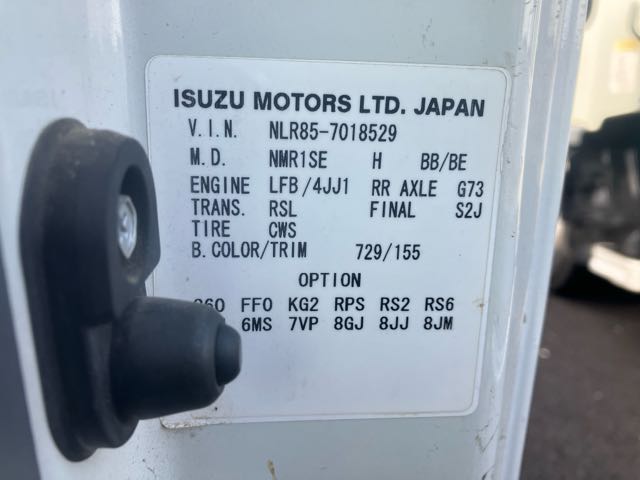 ISUZU MOTORS LTD. JAPAN
V.I.N. NLR85-7018529
M.D. NMR1SE H BB/BE
ENGINE LFB/4JJ1 RR AXLE G73
TRANS. RSL FINAL S2J
TIRE CWS
B.COLOR/TRIM 729/155
OPTION
FFO KG2 RPS RS2 RS6
6MS 7VP 8GJ 8JJ 8JM